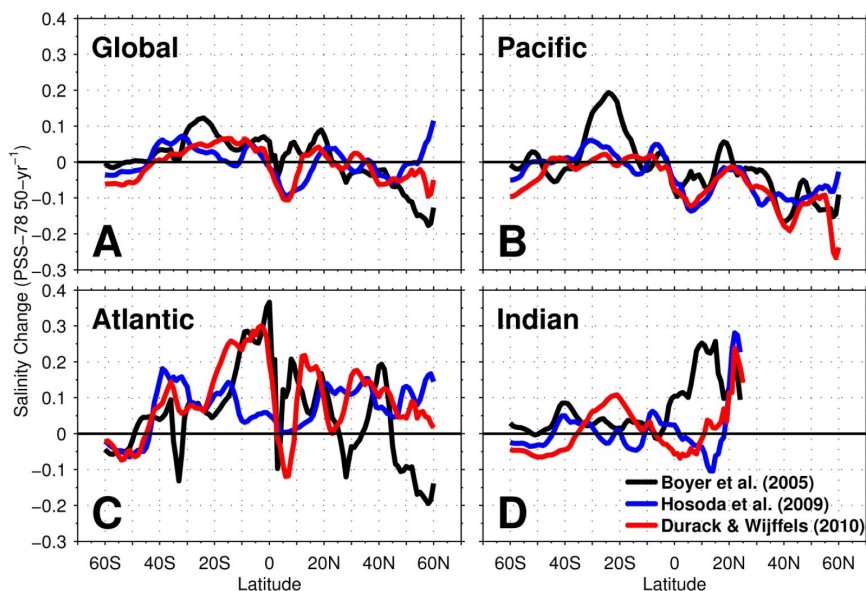 Global
Pacific
0.4
0.3
0.2
0.1
0
−0.1
−0.2
−0.3
A
B
Salinity Change (PSS−78 50−yr⁻¹)
Atlantic
Indian
0.4
0.3
0.2
0.1
0
−0.1
−0.2
−0.3
C
D
Boyer et al. (2005)
Hosoda et al. (2009)
Durack & Wijffels (2010)
60S 40S 20S 0 20N 40N 60N
60S 40S 20S 0 20N 40N 60N
Latitude
Latitude